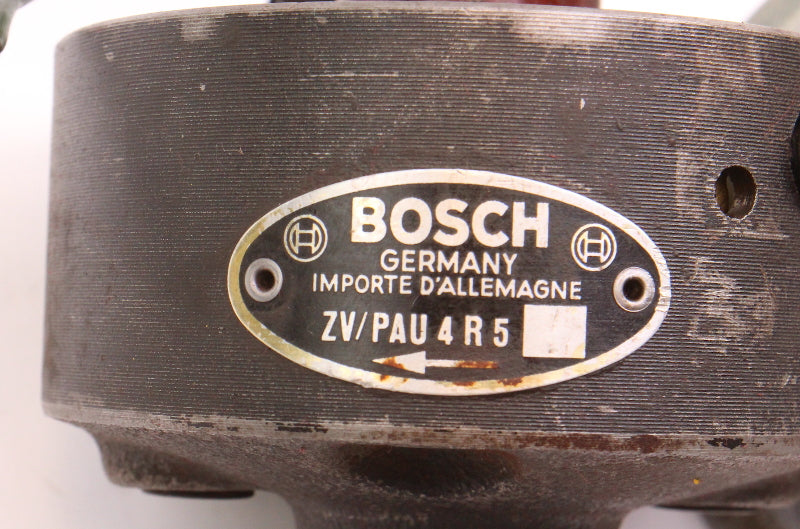 BOSCH
GERMANY
IMPORTE D'ALLEMAGNE
ZV/PAU 4 R 5